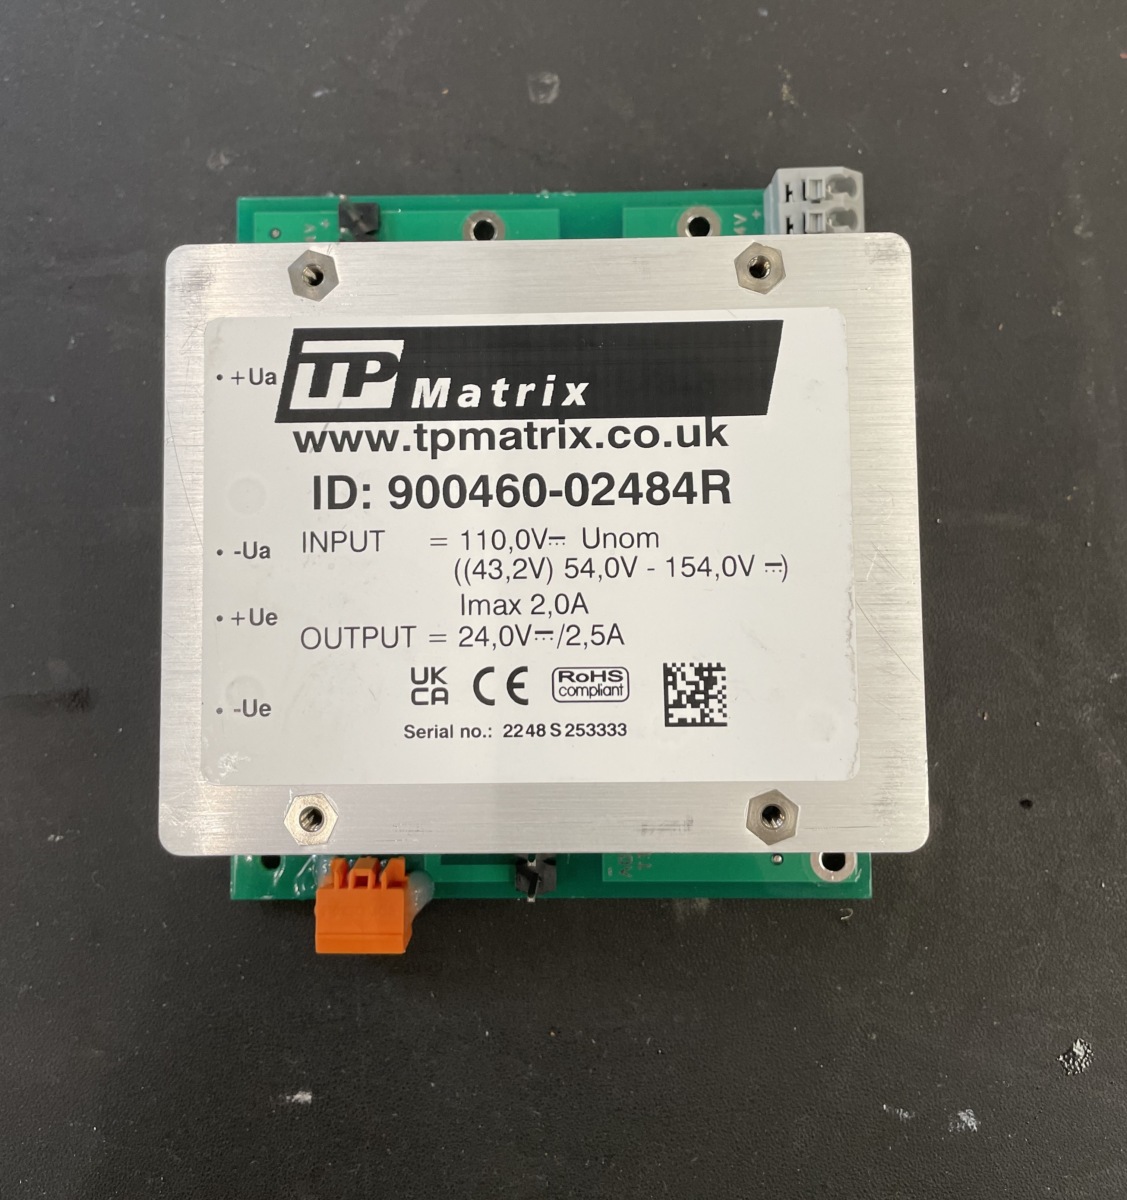 4V +
+Ua
TP Matrix
www.tpmatrix.co.uk
ID: 900460-02484R
INPUT = 110,0V⎓ Unom
-Ua
((43,2V) 54,0V - 154,0V ⎓)
Imax 2,0A
+Ue
OUTPUT = 24,0V⎓/2,5A
UK
CA CE RoHS
compliant
-Ue
Serial no.: 2248 S 253333